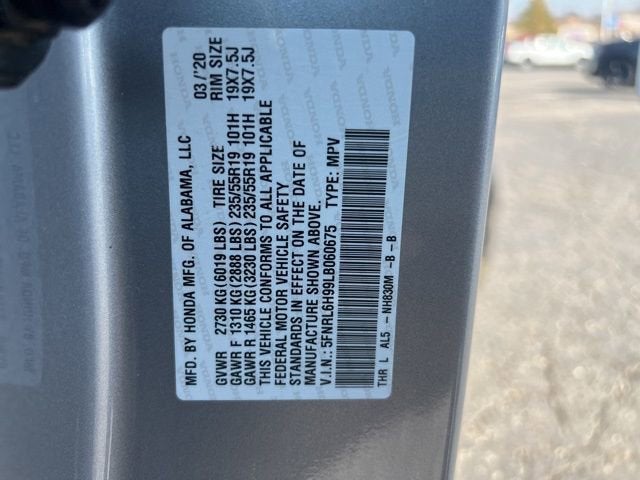 MFD. BY HONDA MFG. OF ALABAMA, LLC 03/'20
GVWR 2730 KG(6019 LBS) TIRE SIZE RIM SIZE
GAWR F 1310 KG(2888 LBS) 235/55R19 101H 19X7.5J
GAWR R 1465 KG(3230 LBS) 235/55R19 101H 19X7.5J
THIS VEHICLE CONFORMS TO ALL APPLICABLE
FEDERAL MOTOR VEHICLE SAFETY
STANDARDS IN EFFECT ON THE DATE OF
MANUFACTURE SHOWN ABOVE.
V.I.N.:5FNRL6H99LB060675 TYPE: MPV
THR L AL5 -NH830M -B -B